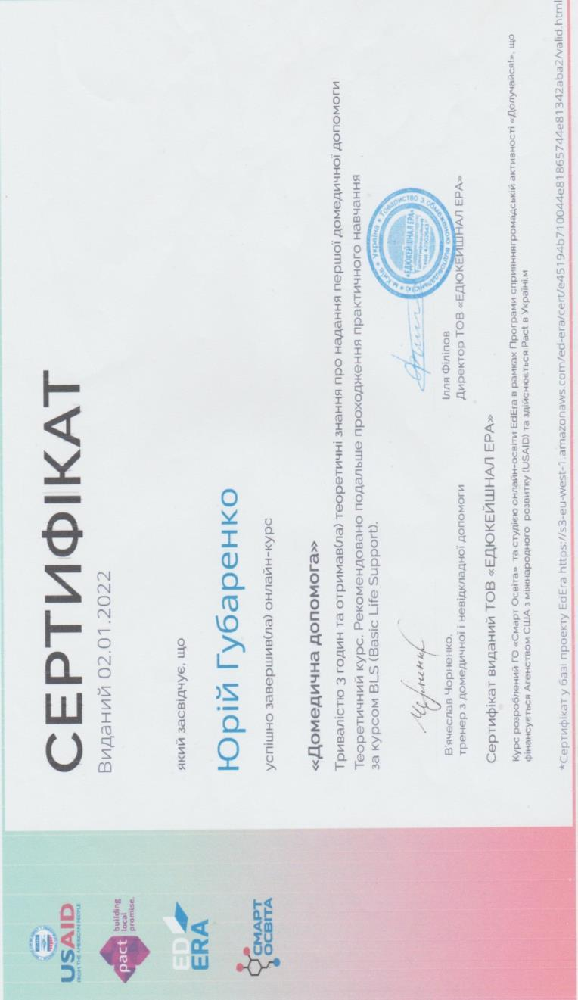 USAID
FROM THE AMERICAN PEOPLE
pact
building
local
promise.
ED
ERA
СМАРТ
ОСВІТА
СЕРТИФІКАТ
Виданий 02.01.2022
який засвідчує, що
Юрій Губаренко
успішно завершив(ла) онлайн-курс
«Домедична допомога»
Тривалістю 3 годин та отримав(ла) теоретичні знання про надання першої домедичної допомоги
Теоретичний курс. Рекомендовано подальше проходження практичного навчання
за курсом BLS (Basic Life Support).
В'ячеслав Чорненко,
тренер з домедичної і невідкладної допомоги
Україна * Товариство з обмеженою відповідальністю * м. Київ *
«ЕДЮКЕЙШНАЛ ЕРА»
Ідентифікаційний
код
Ілля Філіпов
Директор ТОВ «ЕДЮКЕЙШНАЛ ЕРА»
Сертифікат виданий ТОВ «ЕДЮКЕЙШНАЛ ЕРА»
Курс розроблений ГО «Смарт Освіта» та студією онлайн-освіти EdEra в рамках Програми сприяннягромадській активності «Долучайся!», що
фінансується Агенством США з міжнародного розвитку (USAID) та здійснюється Pact в Україні.м
*Сертифікат у базі проекту EdEra https://s3-eu-west-1.amazonaws.com/ed-era/cert/e45194b710044e81865744e81342aba2/valid.html